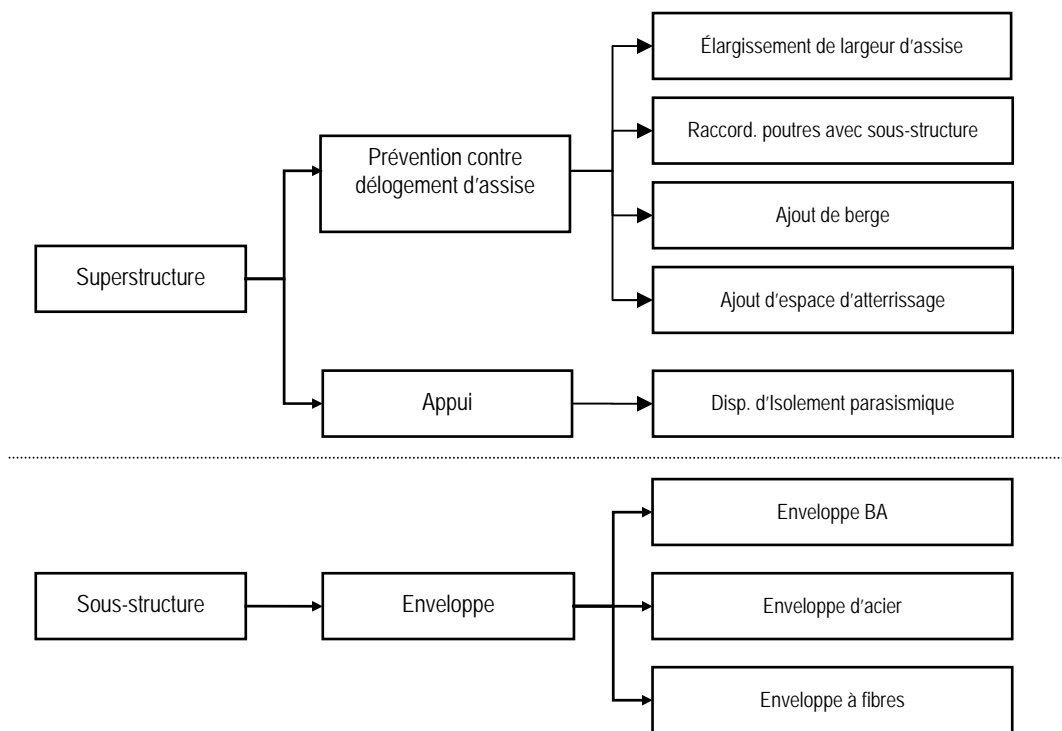 Élargissement de largeur d'assise
Raccord. poutres avec sous-structure
Prévention contre
délogement d'assise
Ajout de berge
Superstructure
Ajout d'espace d'atterrissage
Appui
Disp. d'Isolement parasismique
Enveloppe BA
Sous-structure
Enveloppe
Enveloppe d'acier
Enveloppe à fibres